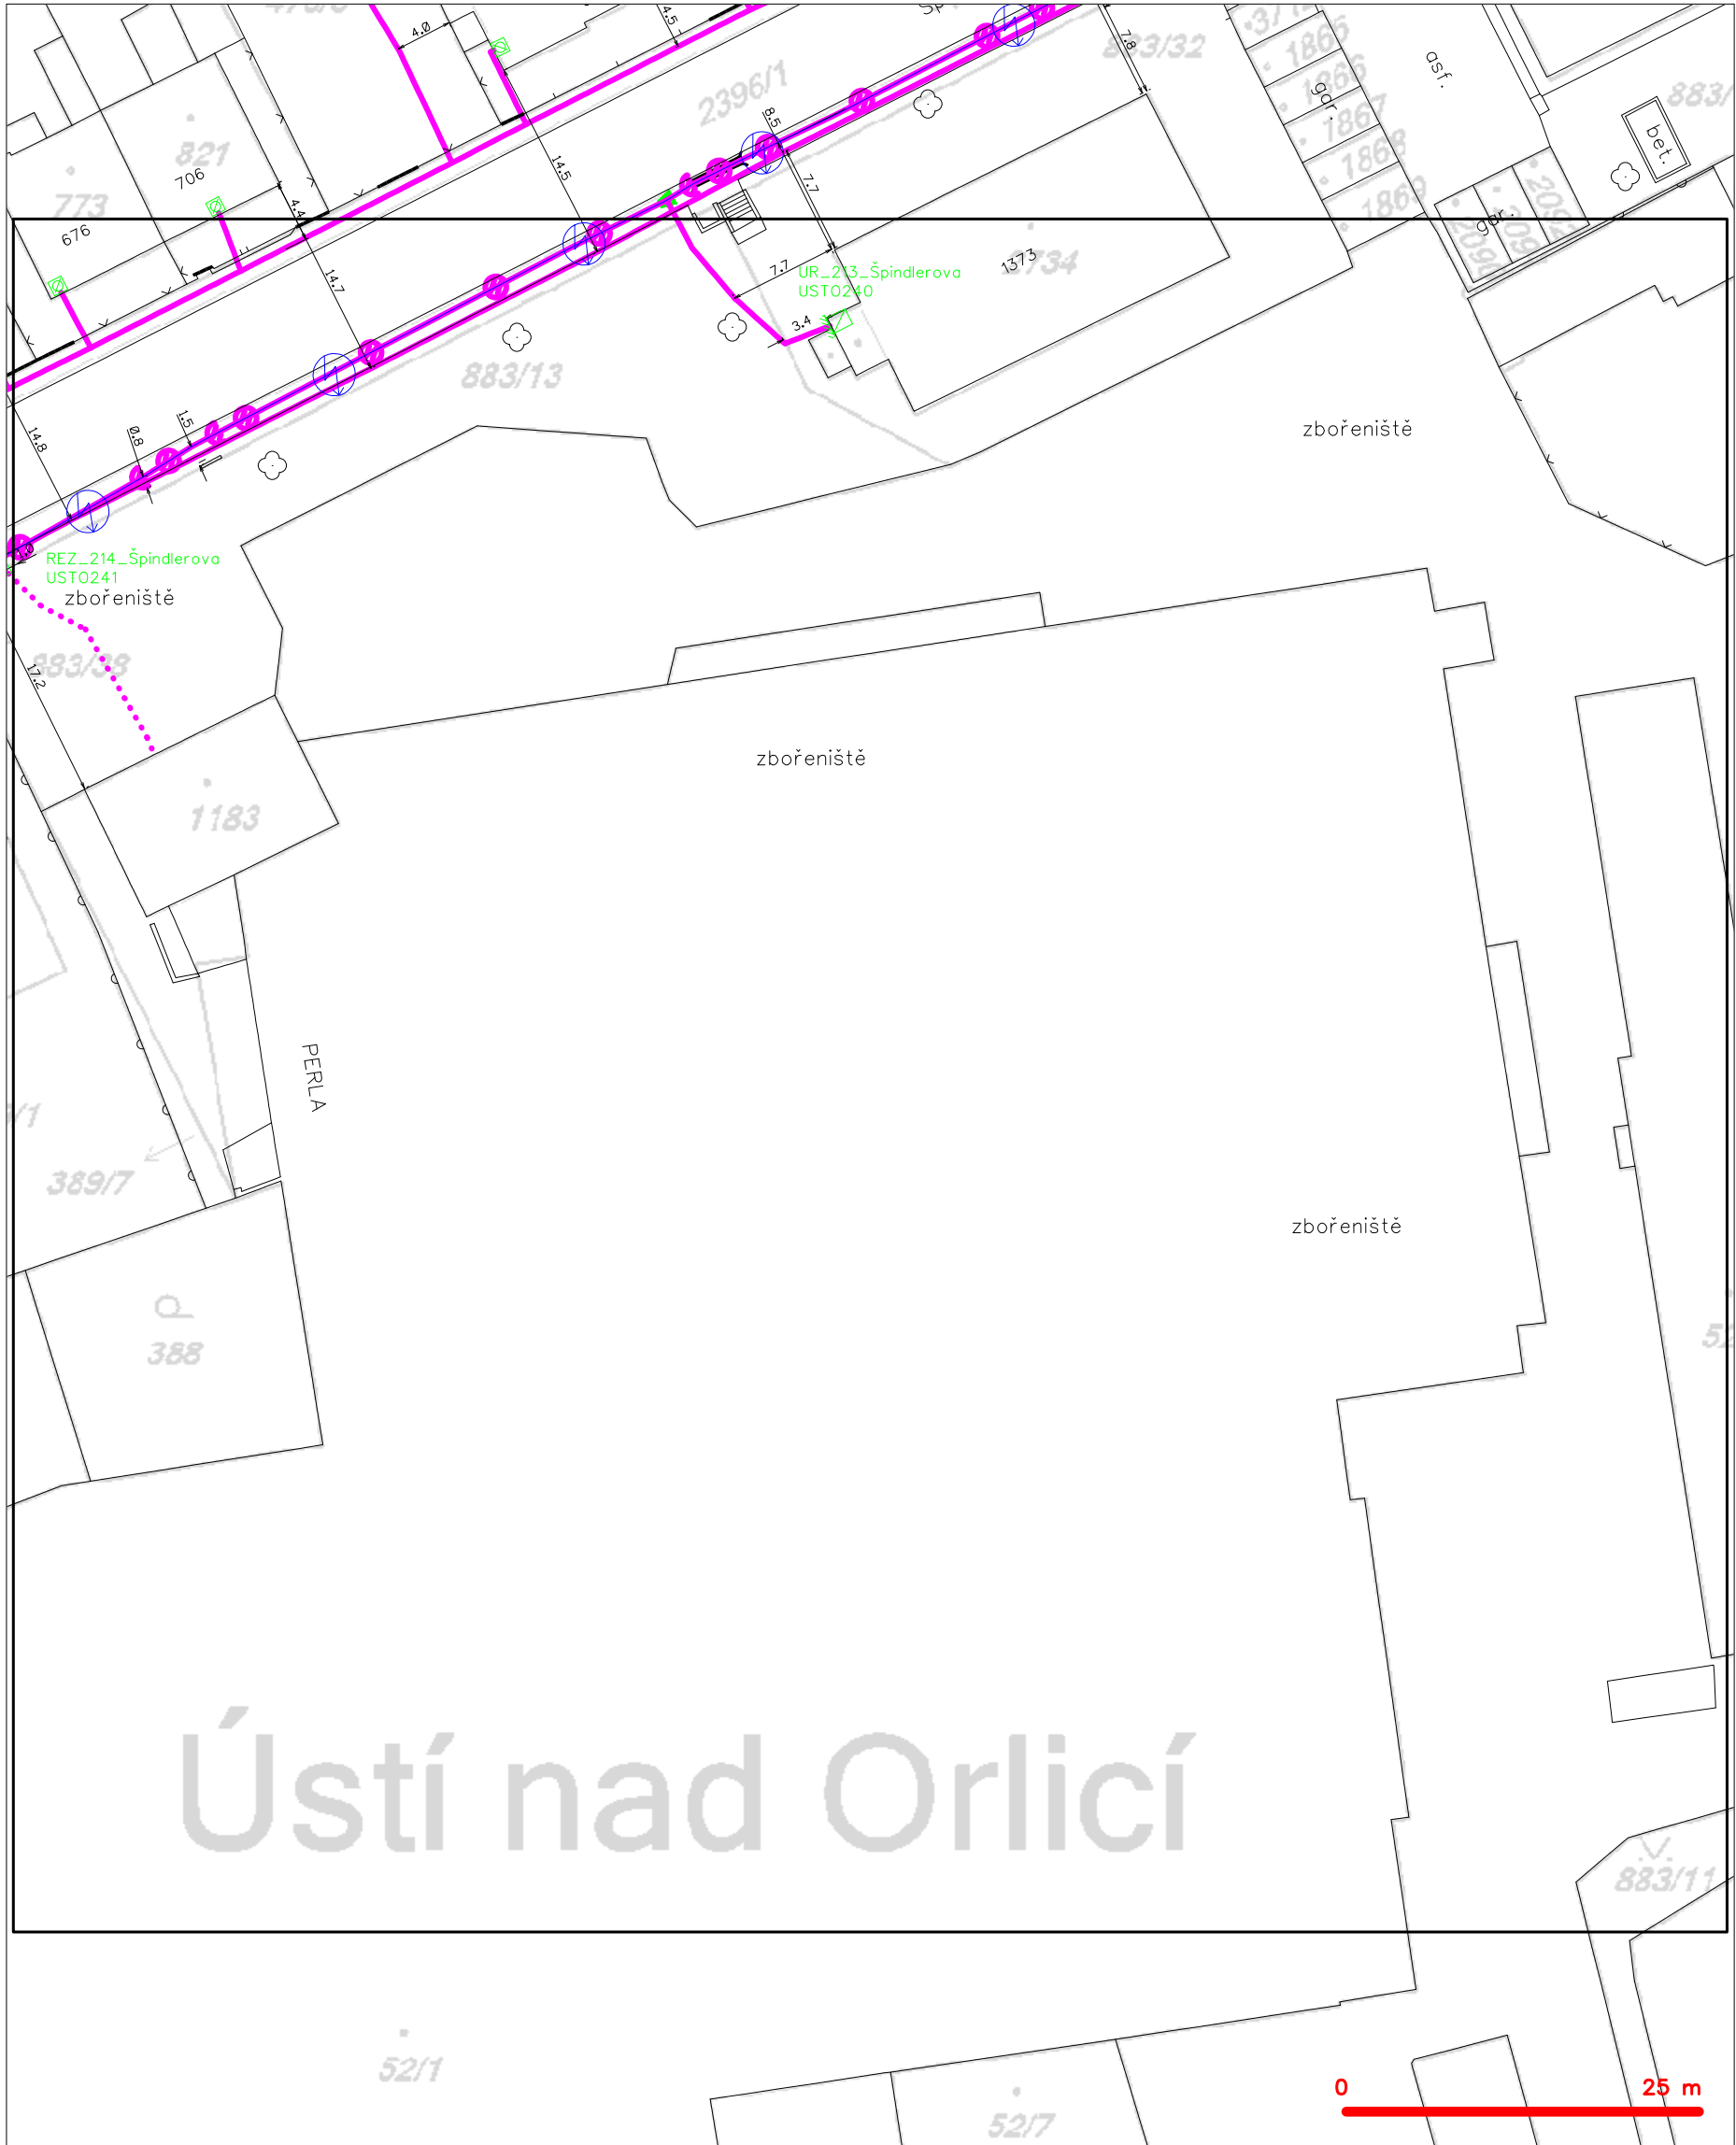 4.0
4.5
7.8
883/32
2396/1
1866
1866
1867
1868
1869
gar.
asf.
883/
bet.
821
706
773
676
4.4
14.5
8.5
7.7
gar.
2092
14.7
7.7
UR_213_Špindlerova
UST0240
1373
3.4
883/13
zbořeniště
14.8
0.8
1.5
REZ_214_Špindlerova
UST0241
zbořeniště
883/38
17.2
zbořeniště
1183
PERLA
389/7
zbořeniště
388
Ústí nad Orlicí
883/11
52/1
52/7
0
25 m